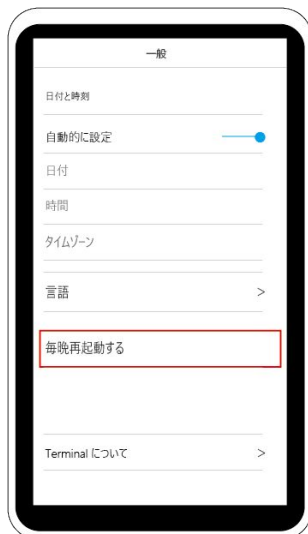 一般
日付と時刻
自動的に設定
日付
時間
タイムゾーン
言語 >
毎晩再起動する
Terminal について >